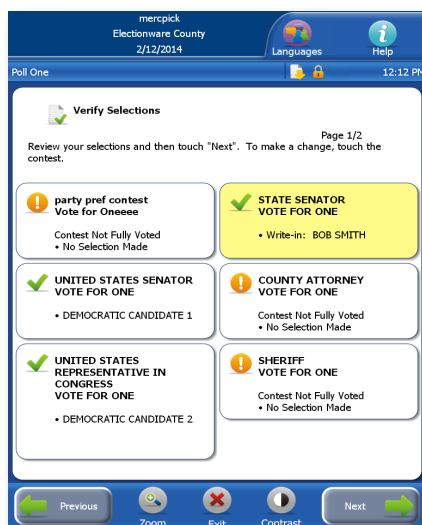 mercpick
Electionware County
2/12/2014
Languages
Help
Poll One
12:12 PM
Verify Selections
Page 1/2
Review your selections and then touch "Next". To make a change, touch the
contest.
party pref contest
Vote for Oneeee
Contest Not Fully Voted
• No Selection Made
UNITED STATES SENATOR
VOTE FOR ONE
• DEMOCRATIC CANDIDATE 1
UNITED STATES
REPRESENTATIVE IN
CONGRESS
VOTE FOR ONE
• DEMOCRATIC CANDIDATE 2
STATE SENATOR
VOTE FOR ONE
• Write-in: BOB SMITH
COUNTY ATTORNEY
VOTE FOR ONE
Contest Not Fully Voted
• No Selection Made
SHERIFF
VOTE FOR ONE
Contest Not Fully Voted
• No Selection Made
Previous
Zoom
Exit
Contrast
Next